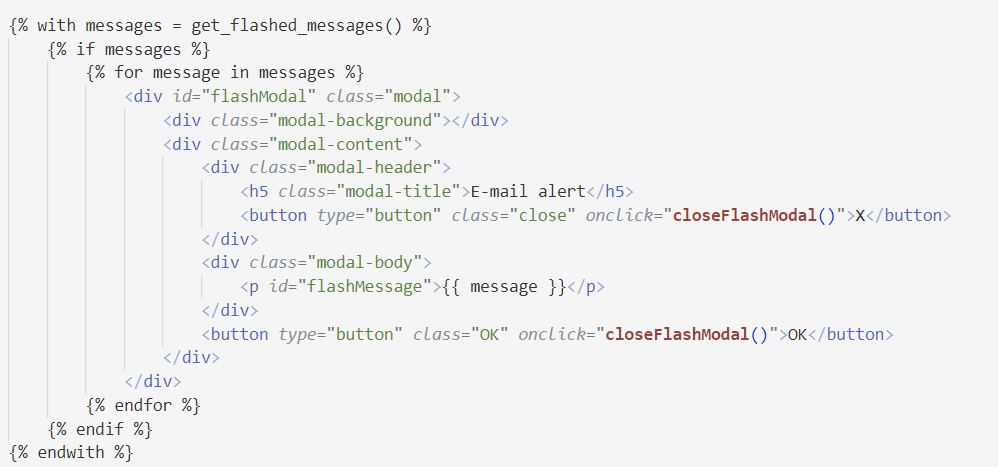 {% with messages = get_flashed_messages() %}
{% if messages %}
{% for message in messages %}
<div id="flashModal" class="modal">
<div class="modal-background"></div>
<div class="modal-content">
<div class="modal-header">
<h5 class="modal-title">E-mail alert</h5>
<button type="button" class="close" onclick="closeFlashModal()">X</button>
</div>
<div class="modal-body">
<p id="flashMessage">{{ message }}</p>
</div>
<button type="button" class="OK" onclick="closeFlashModal()">OK</button>
</div>
</div>
{% endfor %}
{% endif %}
{% endwith %}